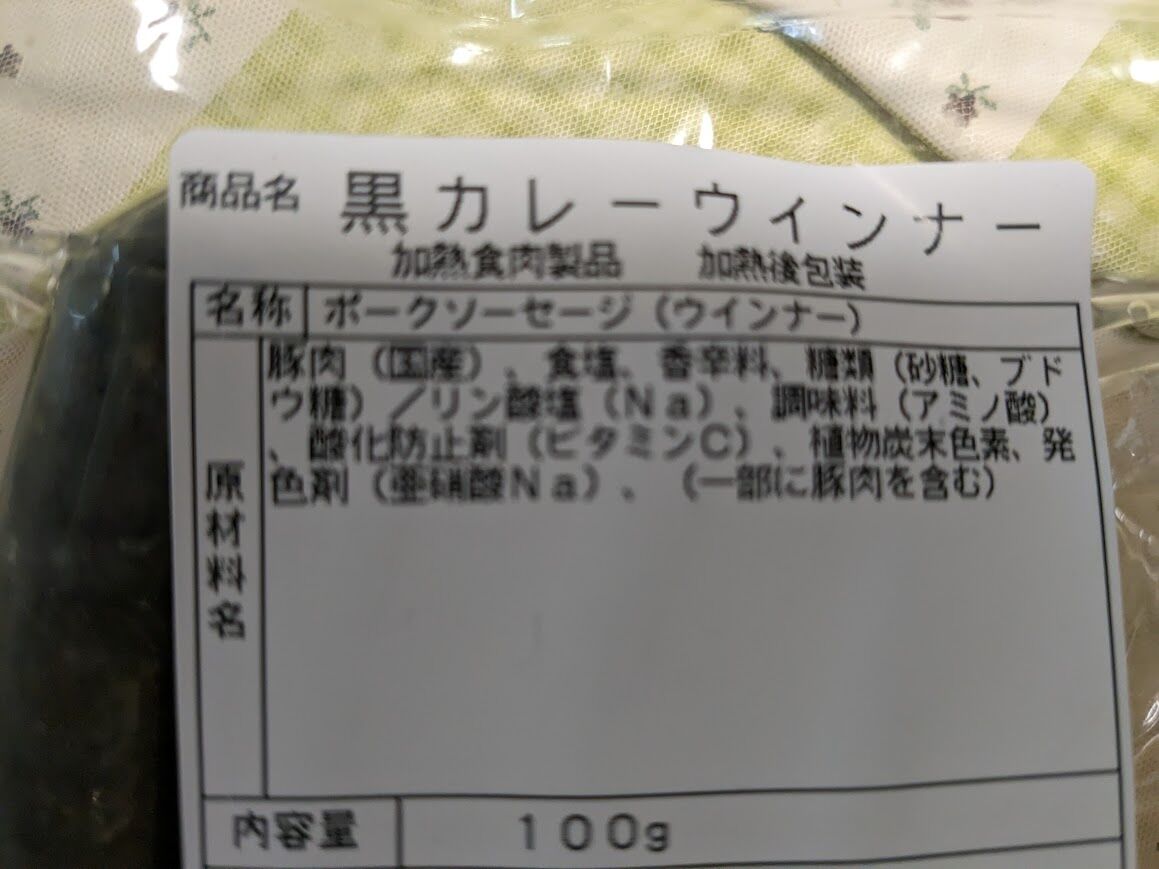 商品名 黒カレーウィンナー
加熱食肉製品 加熱後包装
名称 ポークソーセージ（ウインナー）
原材料名
豚肉（国産）、食塩、香辛料、糖類（砂糖、ブド
ウ糖）／リン酸塩（Ｎａ）、調味料（アミノ酸）
、酸化防止剤（ビタミンＣ）、植物炭末色素、発
色剤（亜硝酸Ｎａ）、（一部に豚肉を含む）
内容量 １００ｇ